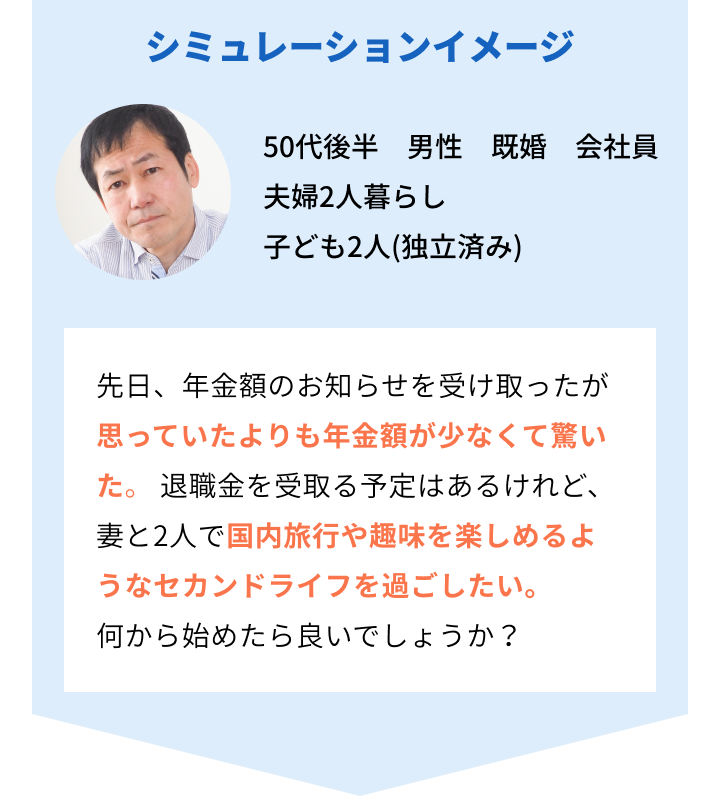 シミュレーションイメージ
50代後半　男性　既婚　会社員
夫婦2人暮らし
子ども2人(独立済み)
先日、年金額のお知らせを受け取ったが
思っていたよりも年金額が少なくて驚い
た。 退職金を受取る予定はあるけれど、
妻と2人で国内旅行や趣味を楽しめるよ
うなセカンドライフを過ごしたい。
何から始めたら良いでしょうか？